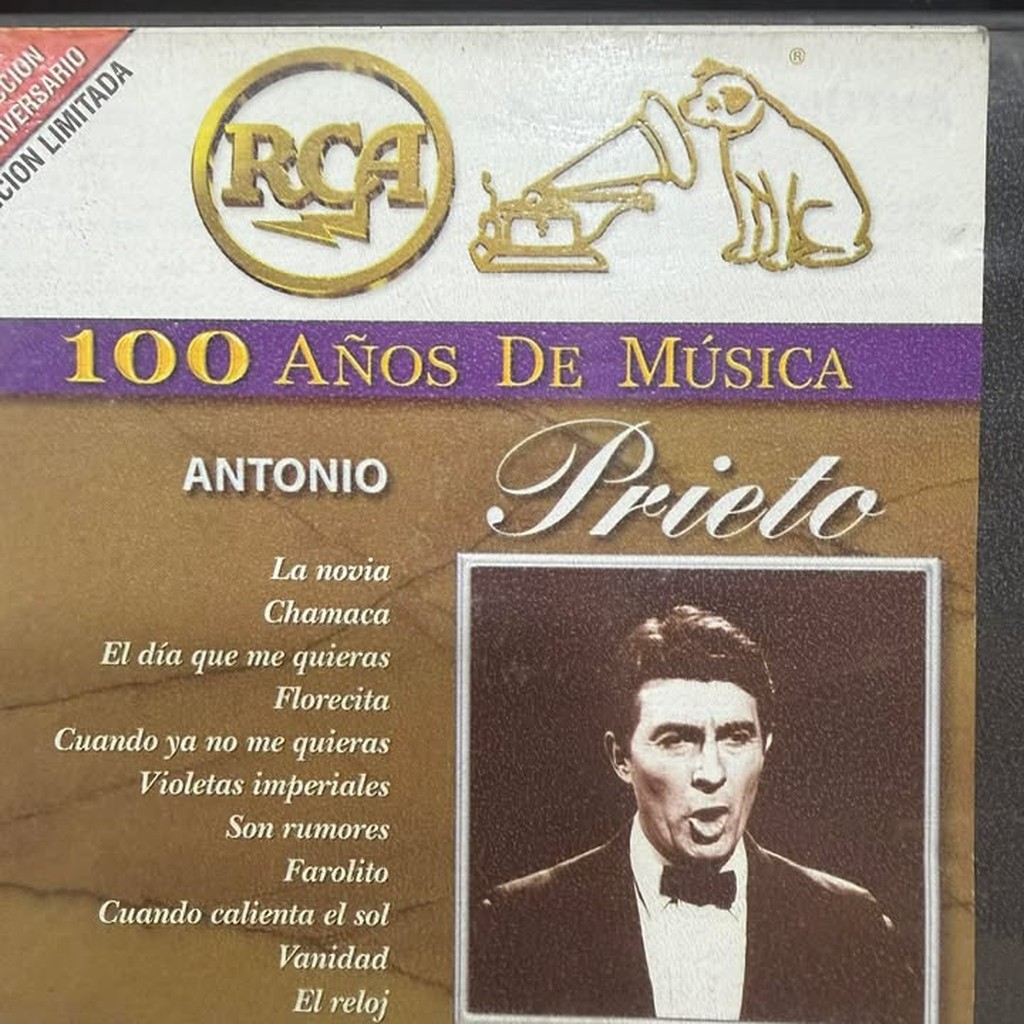 CION
IVERSARIO
CION LIMITADA
RCA
®
100 AÑOS DE MÚSICA
ANTONIO Prieto
La novia
Chamaca
El día que me quieras
Florecita
Cuando ya no me quieras
Violetas imperiales
Son rumores
Farolito
Cuando calienta el sol
Vanidad
El reloj